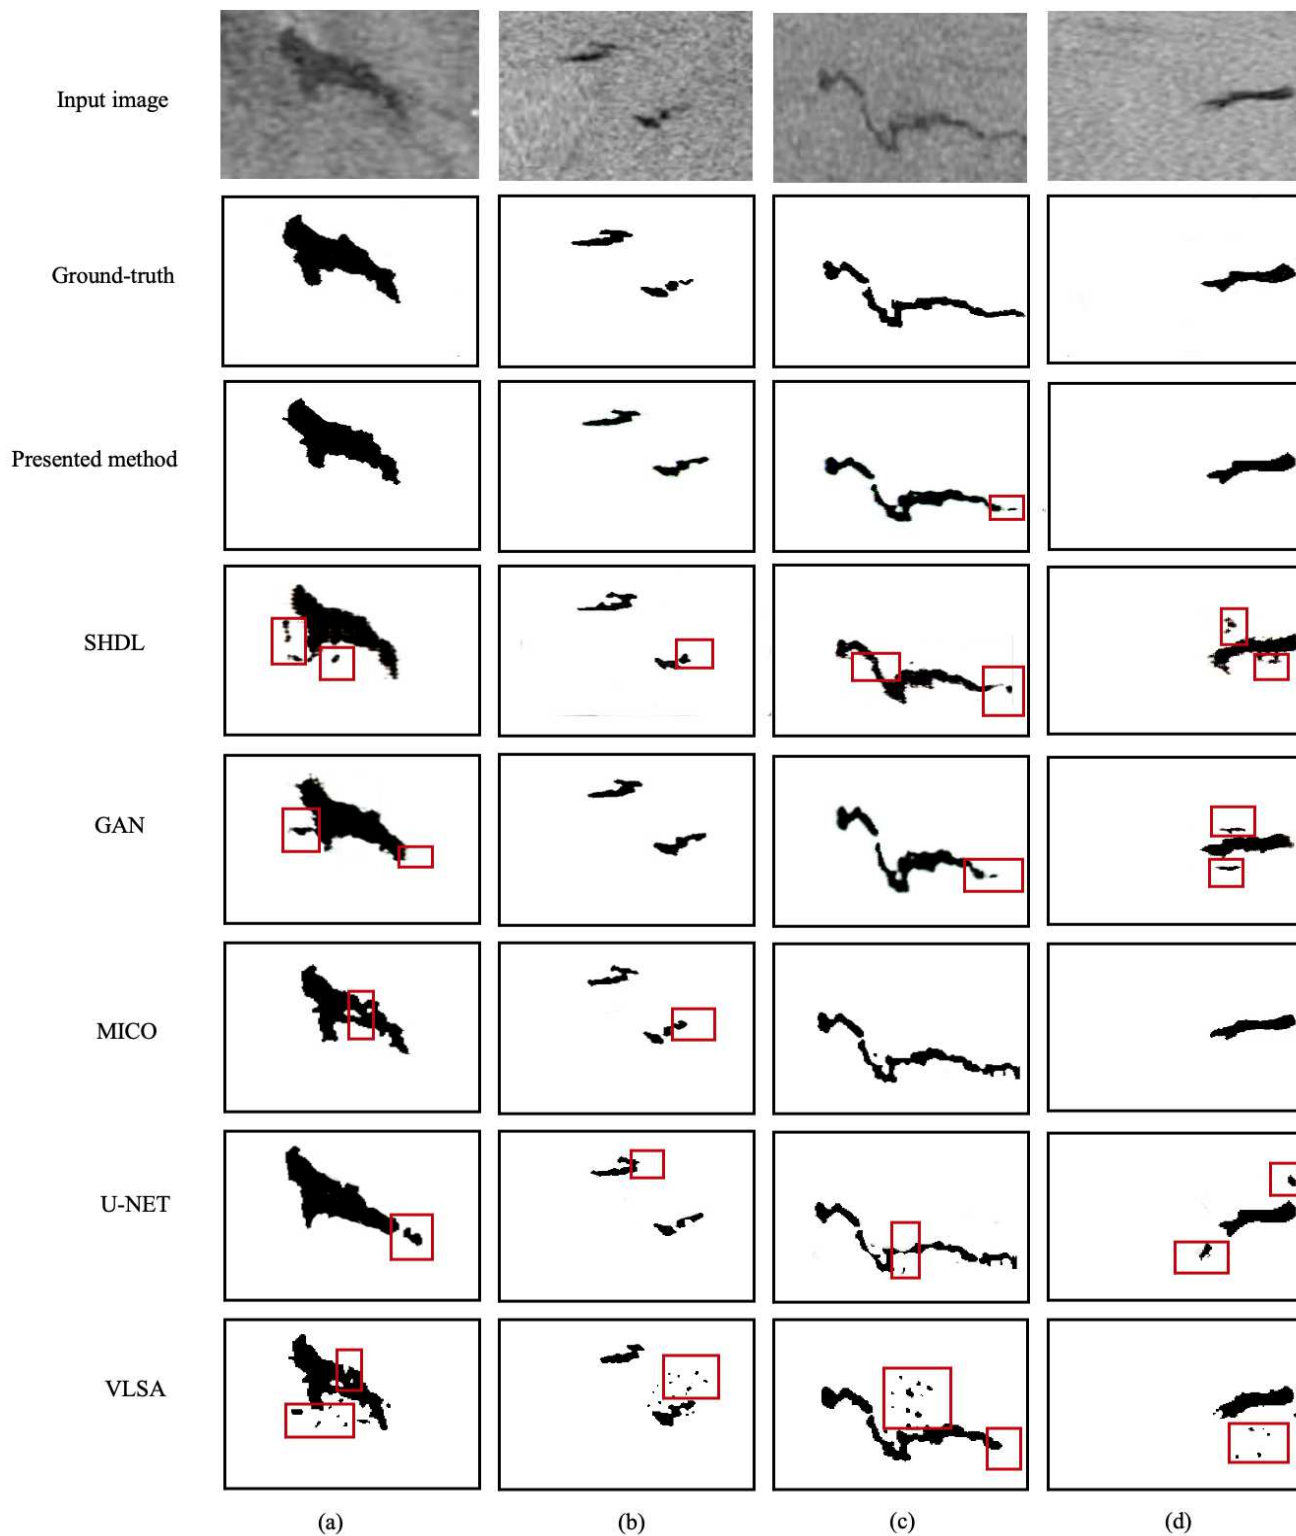 Input image
Ground-truth
Presented method
SHDL
GAN
MICO
U-NET
VLSA
(a) (b) (c) (d)